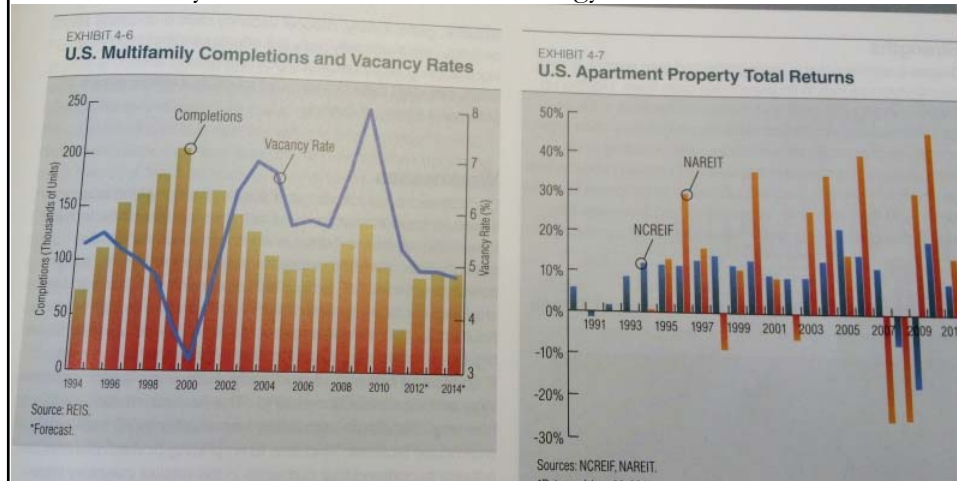 EXHIBIT 4-6
U.S. Multifamily Completions and Vacancy Rates
250
200
150
100
50
0
Completions (Thousands of Units)
Completions
Vacancy Rate
8
7
6
5
4
3
Vacancy Rate (%)
1994 1996 1998 2000 2002 2004 2006 2008 2010 2012* 2014*
Source: REIS.
*Forecast.
EXHIBIT 4-7
U.S. Apartment Property Total Returns
50%
40%
30%
20%
10%
0%
-10%
-20%
-30%
NAREIT
NCREIF
1991 1993 1995 1997 1999 2001 2003 2005 2007 2009 201
Sources: NCREIF, NAREIT.